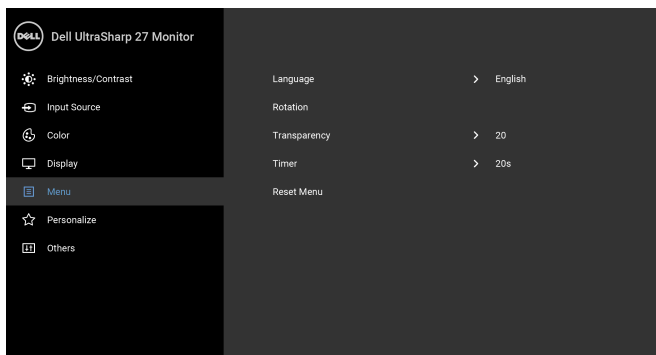 DELL Dell UltraSharp 27 Monitor
Brightness/Contrast
Input Source
Color
Display
Menu
Personalize
Others
Language > English
Rotation
Transparency > 20
Timer > 20s
Reset Menu